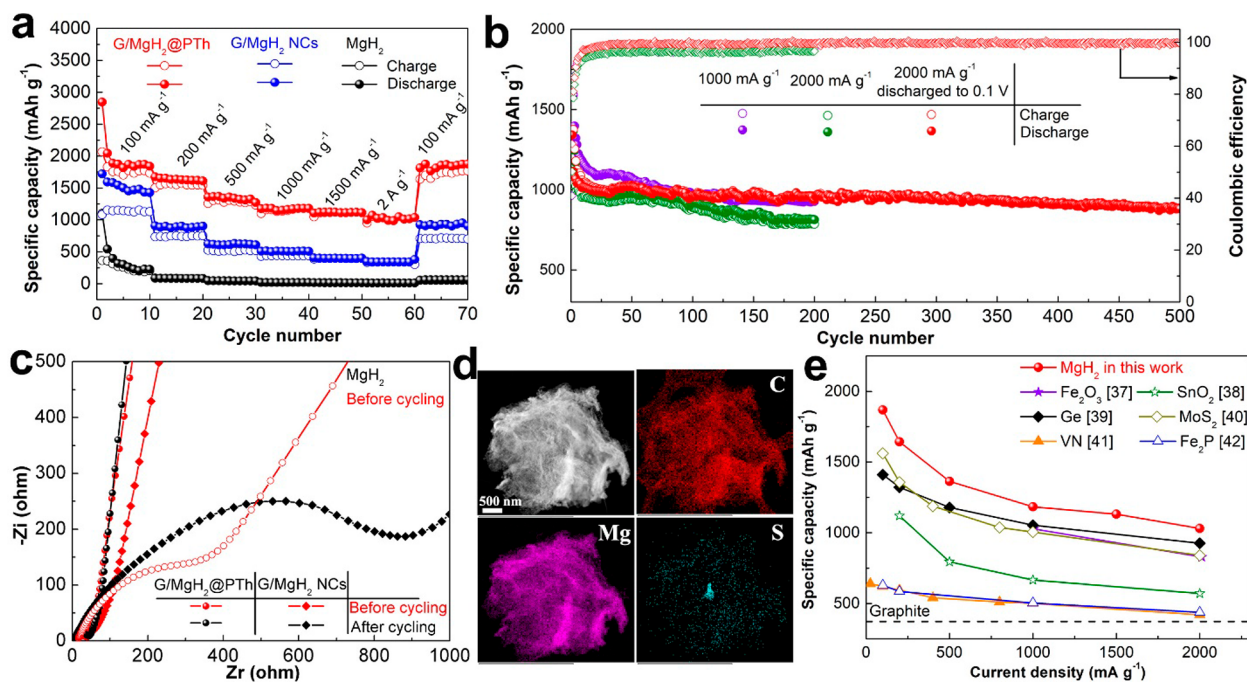 a
4000
3500
3000
2500
2000
1500
1000
500
0
Specific capacity (mAh g⁻¹)
G/MgH₂@PTh
G/MgH₂ NCs
MgH₂
Charge
Discharge
100 mA g⁻¹
200 mA g⁻¹
500 mA g⁻¹
1000 mA g⁻¹
1500 mA g⁻¹
2 A g⁻¹
100 mA g⁻¹
0 10 20 30 40 50 60 70
Cycle number
b
2000
1500
1000
500
Specific capacity (mAh g⁻¹)
1000 mA g⁻¹
2000 mA g⁻¹
2000 mA g⁻¹
discharged to 0.1 V
Charge
Discharge
100
80
60
40
20
0
Coulombic efficiency
0 50 100 150 200 250 300 350 400 450 500
Cycle number
c
500
400
300
200
100
0
-Zi (ohm)
MgH₂
Before cycling
G/MgH₂@PTh
G/MgH₂ NCs
Before cycling
After cycling
0 200 400 600 800 1000
Zr (ohm)
d
500 nm
C
Mg
S
e
2000
1500
1000
500
Specific capacity (mAh g⁻¹)
MgH₂ in this work
Fe₂O₃ [37]
SnO₂ [38]
Ge [39]
MoS₂ [40]
VN [41]
Fe₂P [42]
Graphite
0 500 1000 1500 2000
Current density (mA g⁻¹)